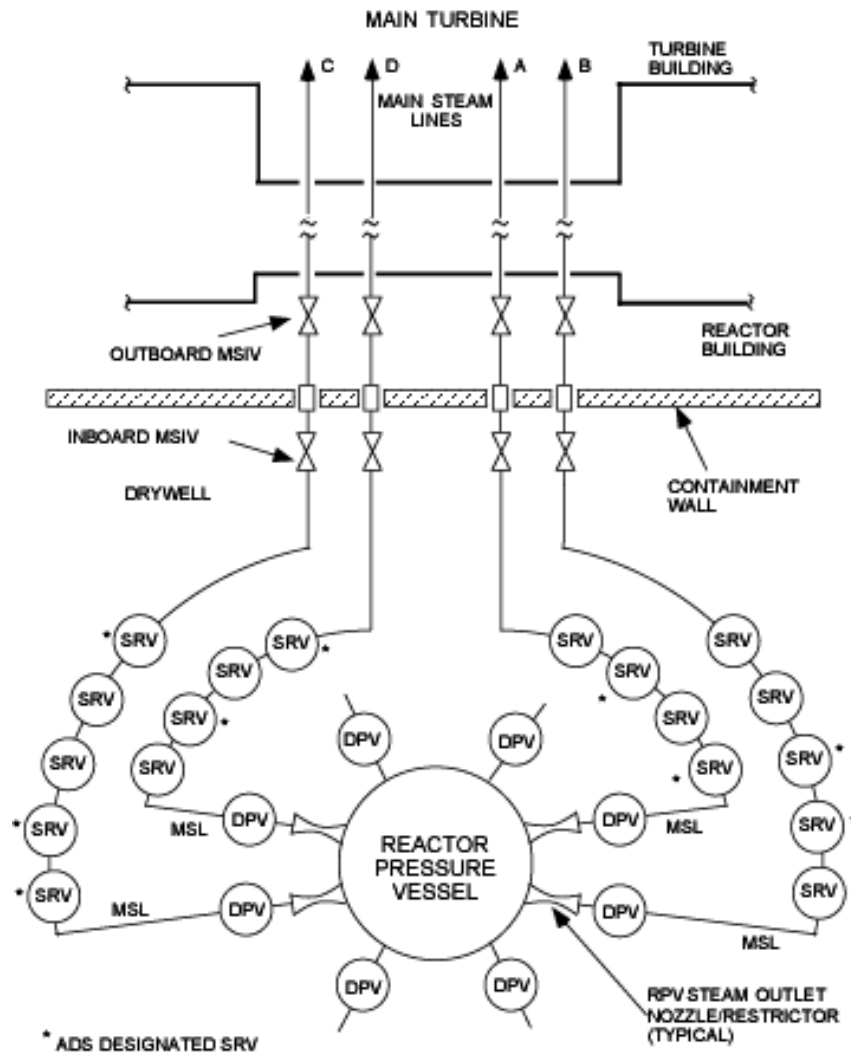 MAIN TURBINE
C
D
A
B
TURBINE
BUILDING
MAIN STEAM
LINES
REACTOR
BUILDING
OUTBOARD MSIV
INBOARD MSIV
DRYWELL
CONTAINMENT
WALL
* SRV
SRV *
SRV
SRV
SRV
SRV
SRV
* SRV
SRV
SRV *
SRV
SRV
SRV *
SRV
* SRV
SRV *
* SRV
SRV
DPV
DPV
MSL
DPV
DPV
MSL
REACTOR
PRESSURE
VESSEL
MSL
DPV
DPV
MSL
DPV
DPV
RPV STEAM OUTLET
NOZZLE/RESTRICTOR
(TYPICAL)
* ADS DESIGNATED SRV